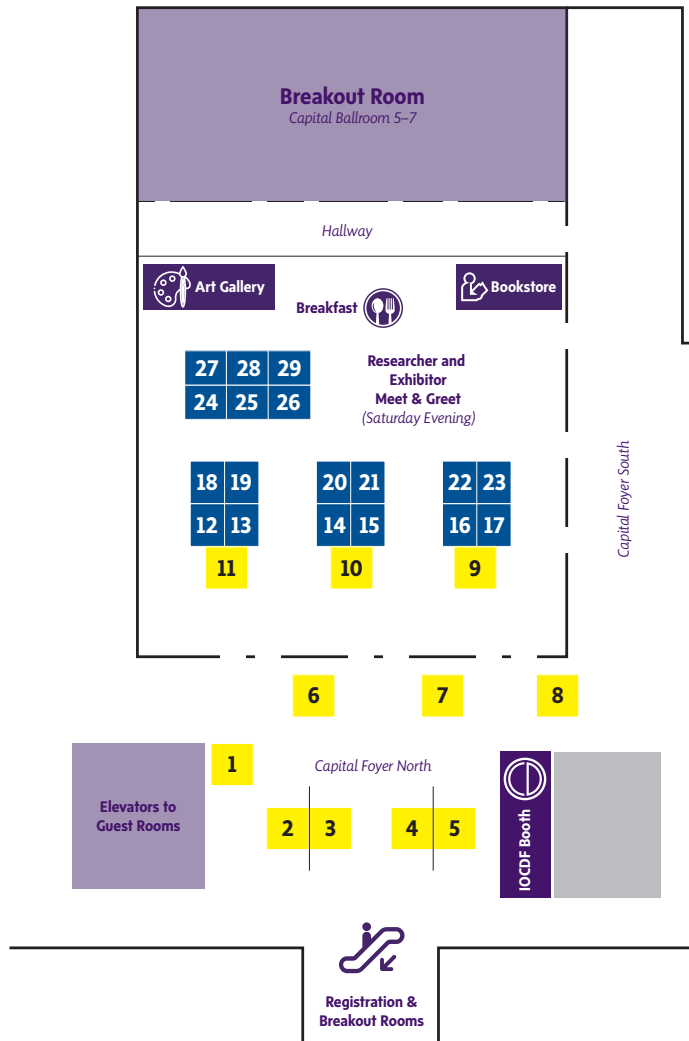 Breakout Room
Capital Ballroom 5–7
Hallway
Art Gallery
Breakfast
Bookstore
27 28 29
24 25 26
Researcher and
Exhibitor
Meet & Greet
(Saturday Evening)
Capital Foyer South
18 19
12 13
11
20 21
14 15
10
22 23
16 17
9
6
7
8
1
Capital Foyer North
Elevators to
Guest Rooms
2 3
4 5
IOCDF Booth
Registration &
Breakout Rooms